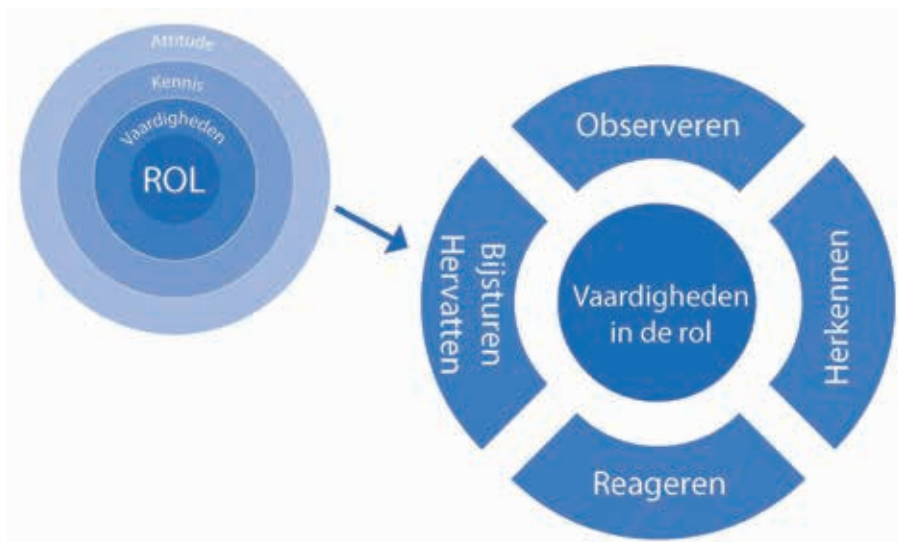 Attitude
Kennis
Vaardigheden
ROL
Observeren
Herkennen
Vaardigheden
in de rol
Bijsturen
Hervatten
Reageren